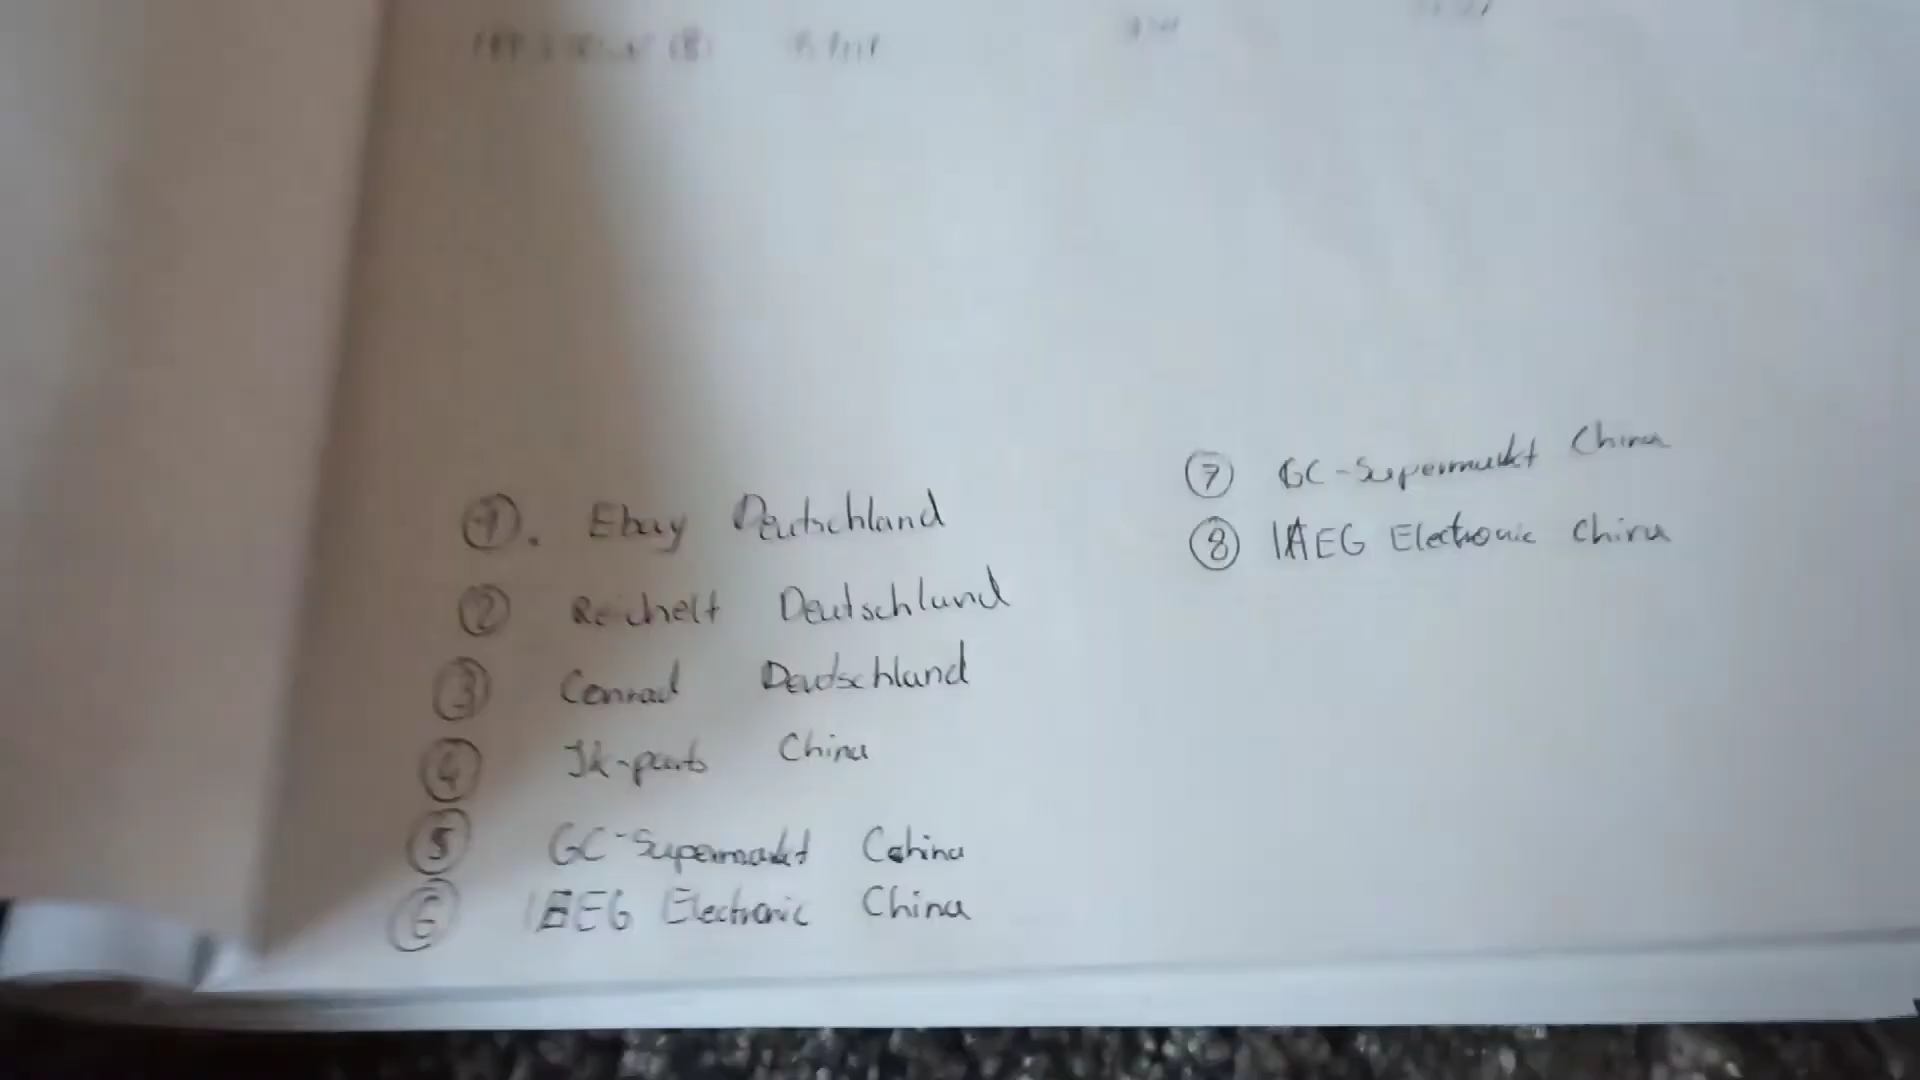 ①. Ebay Deutschland
② Reichelt Deutschland
③ Conrad Deutschland
④ Jk-parts China
⑤ GC-Supermarkt China
⑥ IEEG Electronic China
⑦ GC-Supermarkt China
⑧ IAEG Electronic China